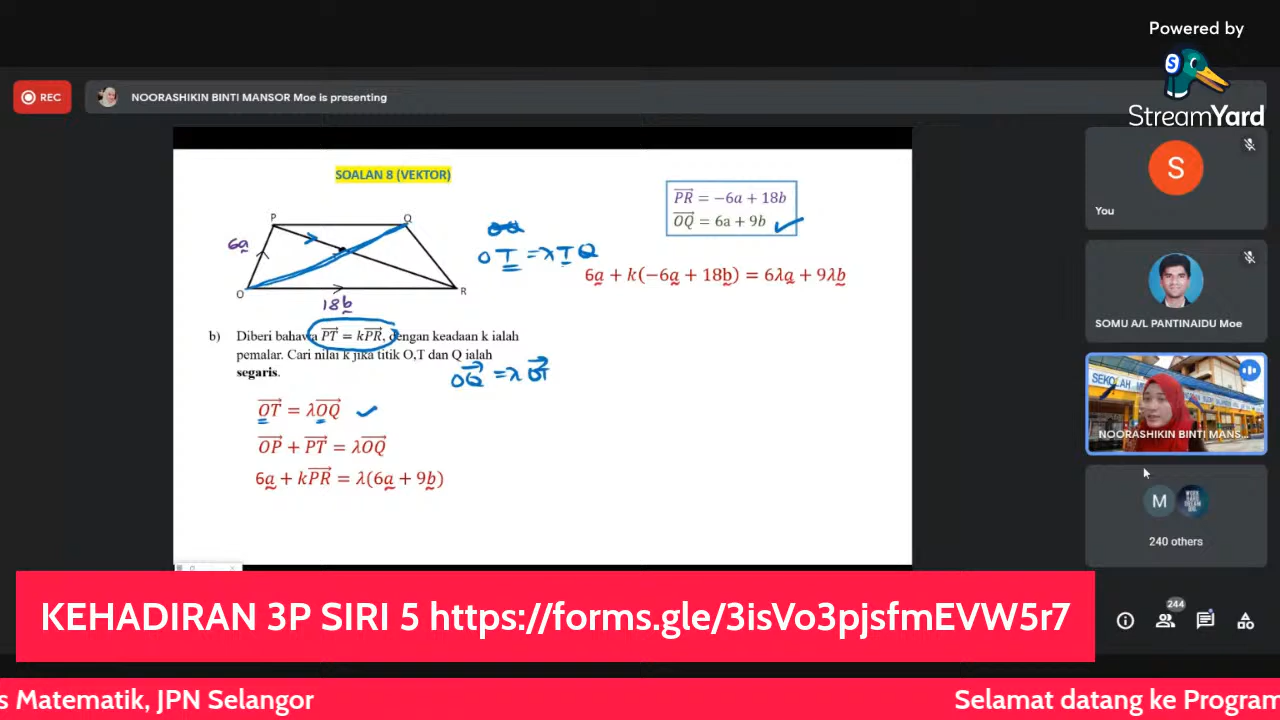 Powered by
StreamYard
REC
NOORASHIKIN BINTI MANSOR Moe is presenting
SOALAN 8 (VEKTOR)
P
Q
6a
O
R
18b
OT = λTQ
PR = -6a + 18b
OQ = 6a + 9b
6a + k(-6a + 18b) = 6λa + 9λb
b) Diberi bahawa PT = kPR, dengan keadaan k ialah
pemalar. Cari nilai k jika titik O,T dan Q ialah
segaris.
OQ = λ OT
OT = λOQ
OP + PT = λOQ
6a + kPR = λ(6a + 9b)
S
You
SOMU A/L PANTINAIDU Moe
SEKOLAH
NOORASHIKIN BINTI MANS...
M
240 others
244
KEHADIRAN 3P SIRI 5 https://forms.gle/3isVo3pjsfmEVW5r7
s Matematik, JPN Selangor
Selamat datang ke Program